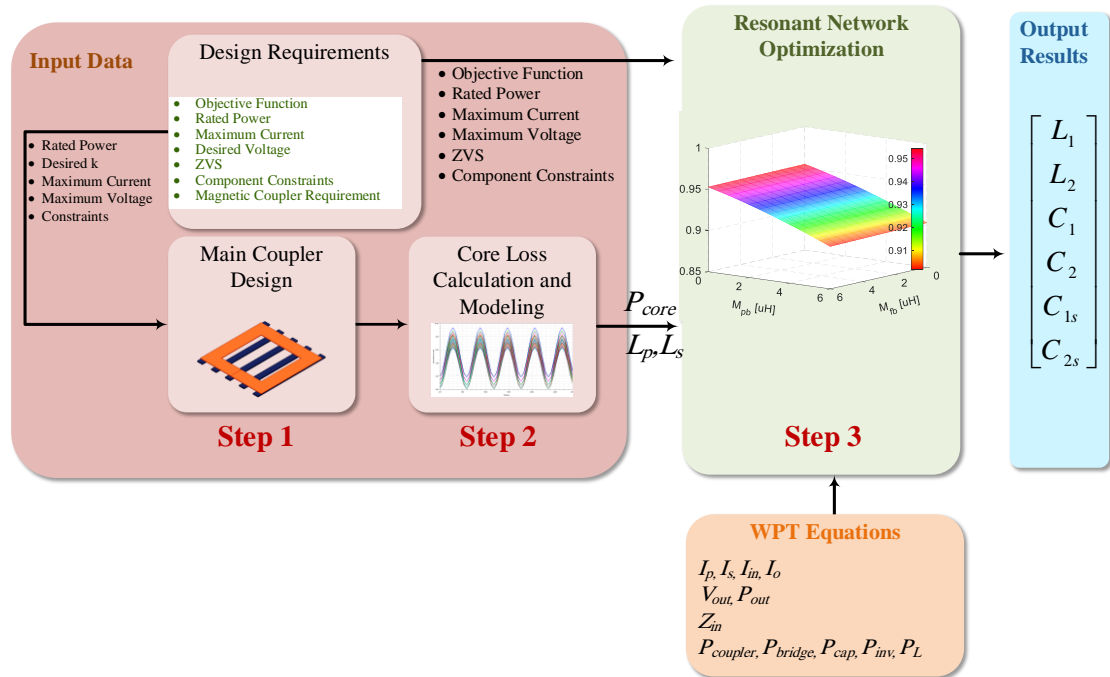 Input Data
Design Requirements
• Objective Function
• Rated Power
• Maximum Current
• Desired Voltage
• ZVS
• Component Constraints
• Magnetic Coupler Requirement
• Rated Power
• Desired k
• Maximum Current
• Maximum Voltage
• Constraints
• Objective Function
• Rated Power
• Maximum Current
• Maximum Voltage
• ZVS
• Component Constraints
Main Coupler
Design
Step 1
Core Loss
Calculation and
Modeling
Step 2
P_core
L_p, L_s
Resonant Network
Optimization
1
0.95
0.9
0.85
0
2
4
6
M_pb [uH]
6
4
2
0
M_fb [uH]
0.95
0.94
0.93
0.92
0.91
Step 3
WPT Equations
I_p, I_s, I_in, I_o
V_out, P_out
Z_in
P_coupler, P_bridge, P_cap, P_inv, P_L
Output
Results
L_1
L_2
C_1
C_2
C_1s
C_2s